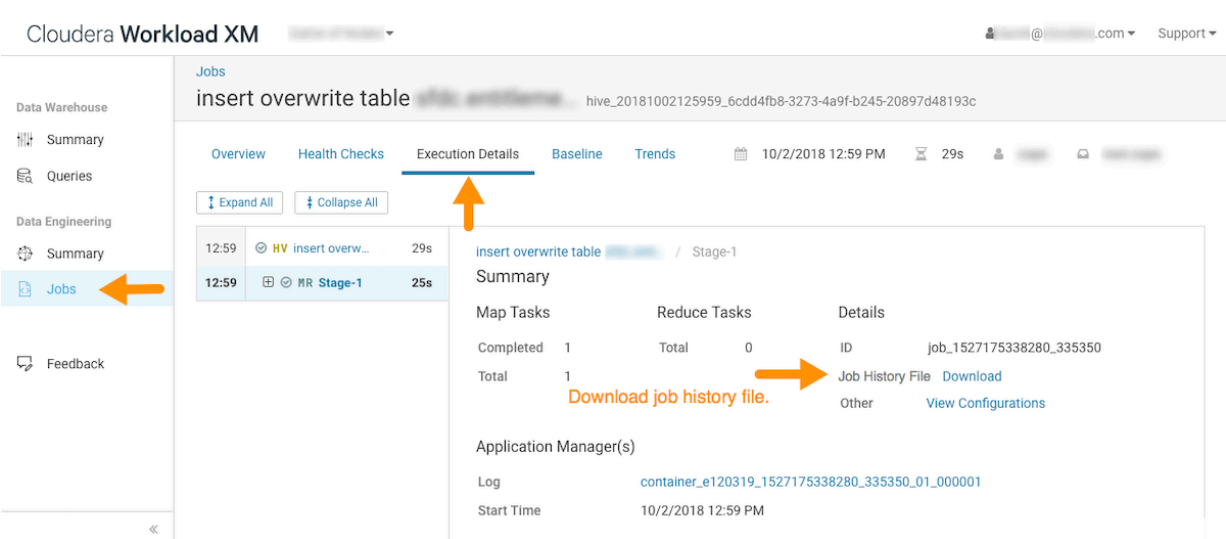 Cloudera Workload XM
@ .com Support
Data Warehouse
Summary
Queries
Data Engineering
Summary
Jobs
Feedback
«
Jobs
insert overwrite table hive_20181002125959_6cdd4fb8-3273-4a9f-b245-20897d48193c
Overview Health Checks Execution Details Baseline Trends 10/2/2018 12:59 PM 29s
Expand All Collapse All
12:59 HV insert overw... 29s
12:59 MR Stage-1 25s
insert overwrite table / Stage-1
Summary
Map Tasks Reduce Tasks Details
Completed 1 Total 0 ID job_1527175338280_335350
Total 1 Job History File Download
Download job history file.
Other View Configurations
Application Manager(s)
Log container_e120319_1527175338280_335350_01_000001
Start Time 10/2/2018 12:59 PM